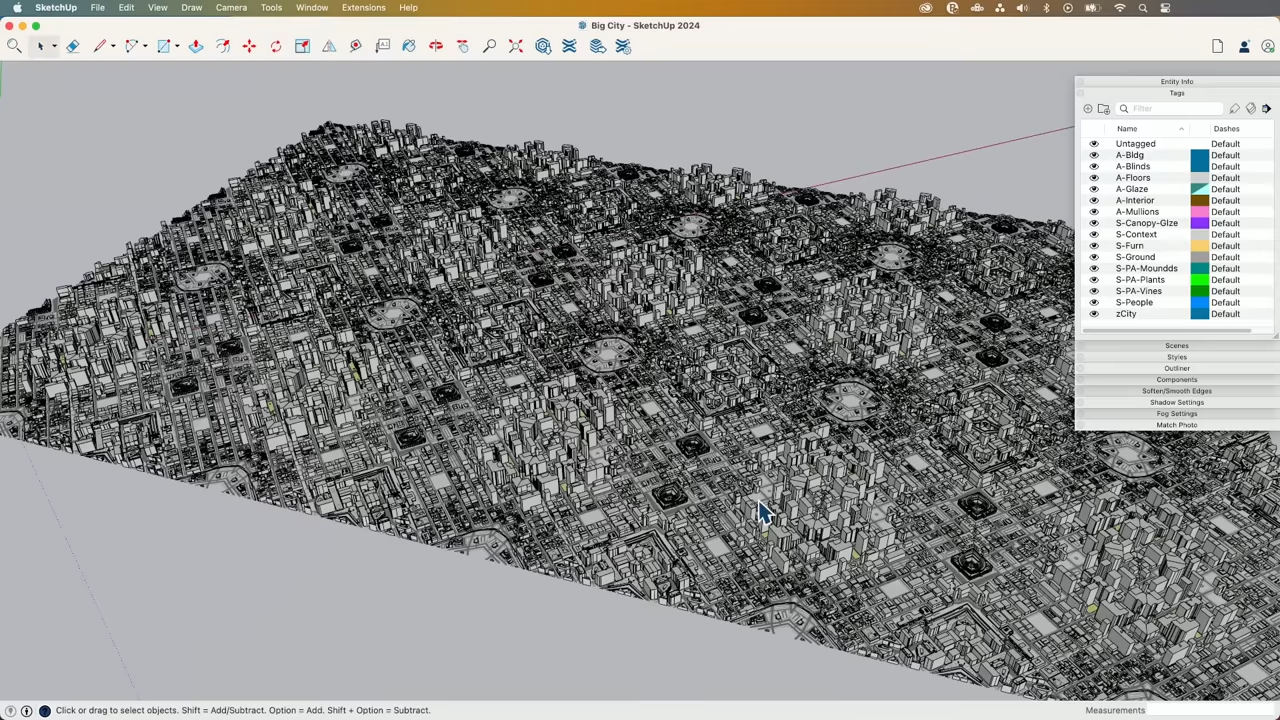 SketchUp File Edit View Draw Camera Tools Window Extensions Help
Big City - SketchUp 2024
Entity Info
Tags
Filter
Name Dashes
Untagged Default
A-Bldg Default
A-Blinds Default
A-Floors Default
A-Glaze Default
A-Interior Default
A-Mullions Default
S-Canopy-Glze Default
S-Context Default
S-Furn Default
S-Ground Default
S-PA-Moundds Default
S-PA-Plants Default
S-PA-Vines Default
S-People Default
zCity Default
Scenes
Styles
Outliner
Components
Soften/Smooth Edges
Shadow Settings
Fog Settings
Match Photo
Click or drag to select objects. Shift = Add/Subtract. Option = Add. Shift + Option = Subtract.
Measurements